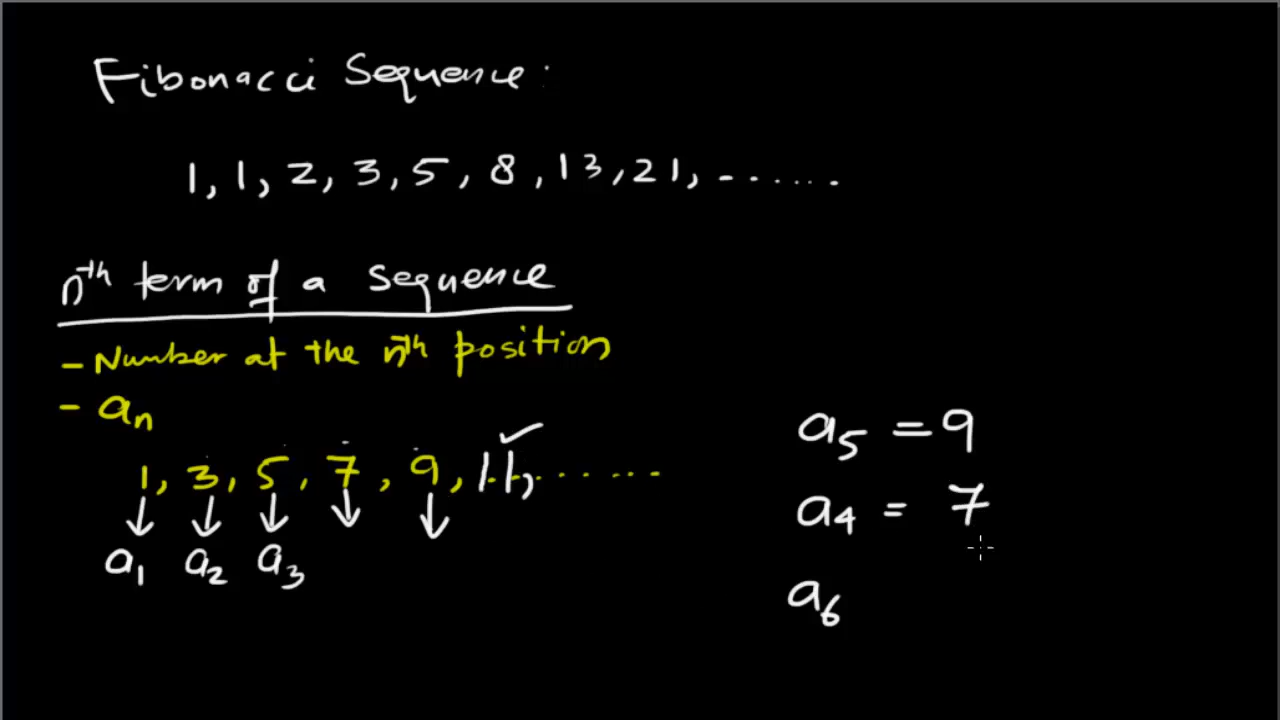 Fibonacci Sequence:
1, 1, 2, 3, 5, 8, 13, 21, .......
nth term of a sequence
- Number at the nth position
- an
1, 3, 5, 7, 9, 11, ......
a1 a2 a3
a5 = 9
a4 = 7
a6